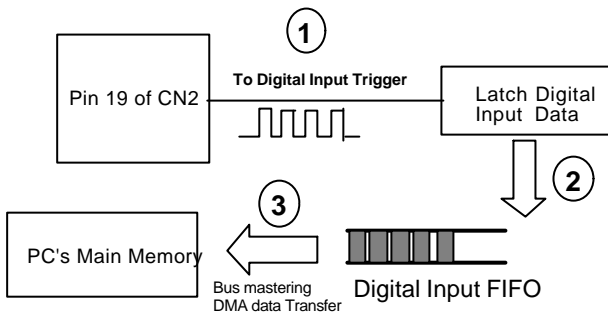 1
To Digital Input Trigger
Pin 19 of CN2
Latch Digital
Input Data
2
3
PC's Main Memory
Bus mastering
DMA data Transfer
Digital Input FIFO